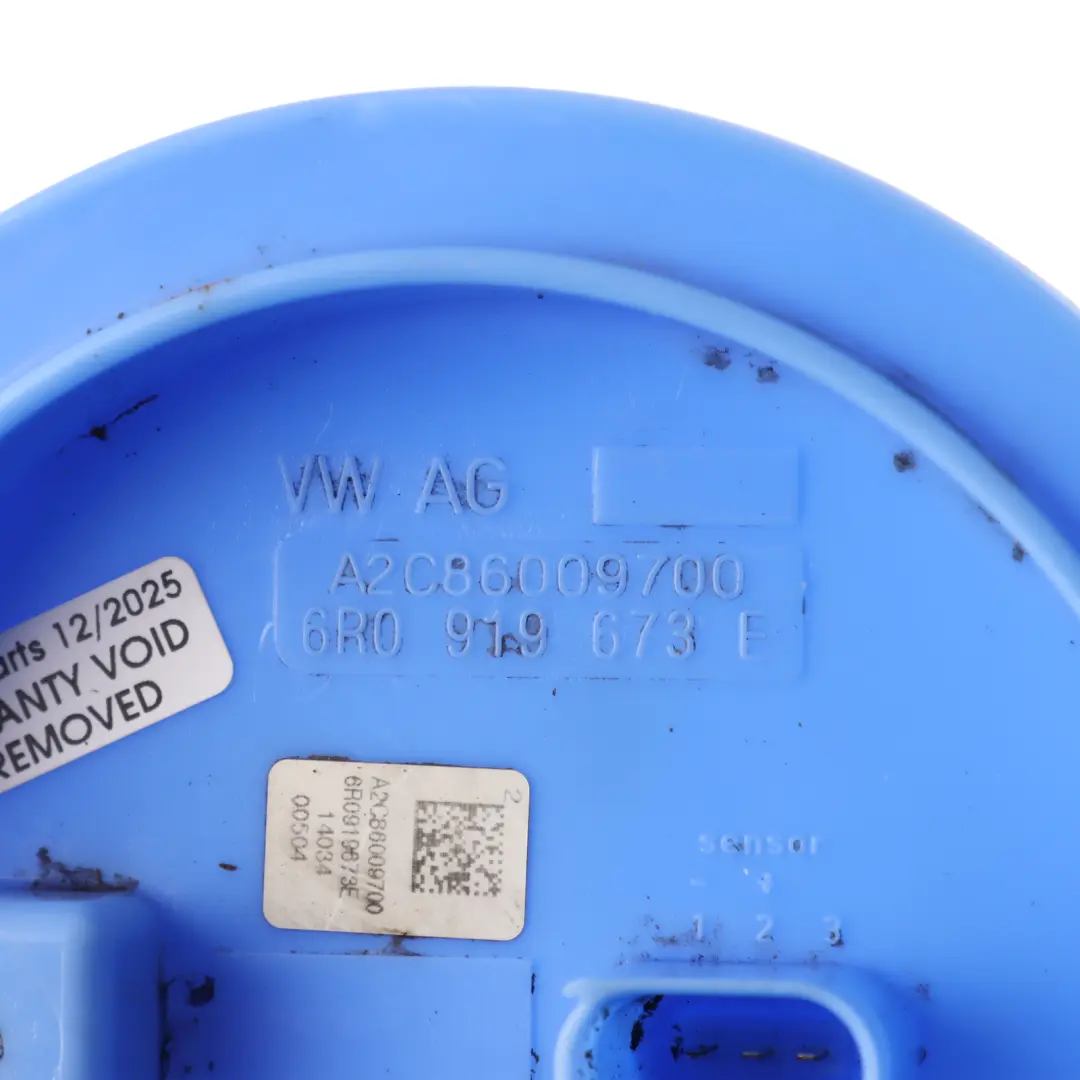 VW AG
A2C86009700
6R0 919 673 E
arts 12/2025
ANTY VOID
REMOVED
2
A2C86009700
6R0919673E
14034
00504
sensor
1 2 3